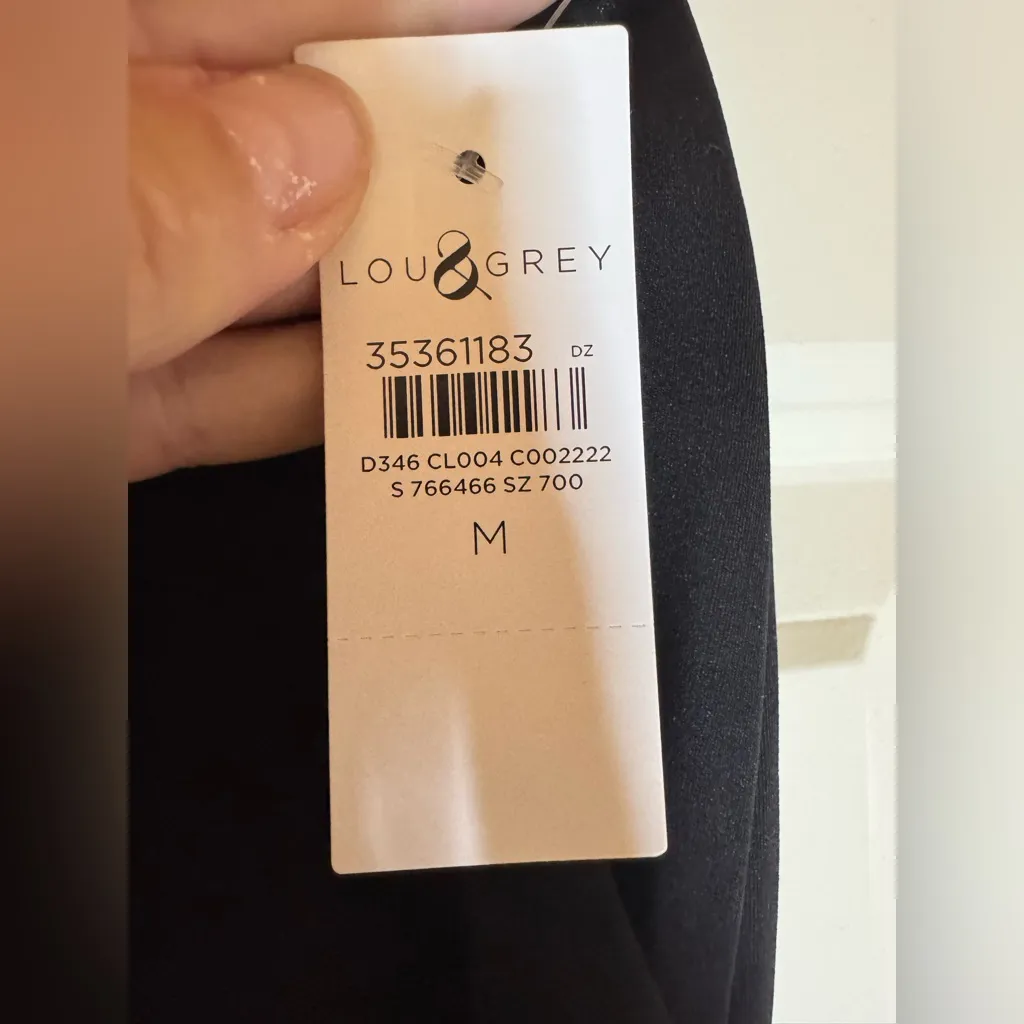 LOU&GREY
35361183 DZ
D346 CL004 C002222
S 766466 SZ 700
M